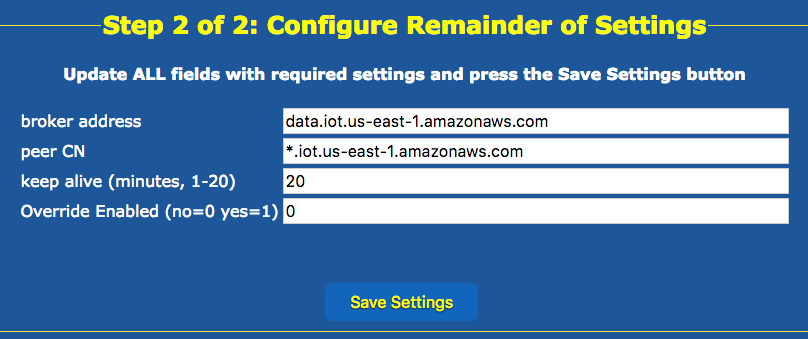 Step 2 of 2: Configure Remainder of Settings
Update ALL fields with required settings and press the Save Settings button
broker address data.iot.us-east-1.amazonaws.com
peer CN *.iot.us-east-1.amazonaws.com
keep alive (minutes, 1-20) 20
Override Enabled (no=0 yes=1) 0
Save Settings